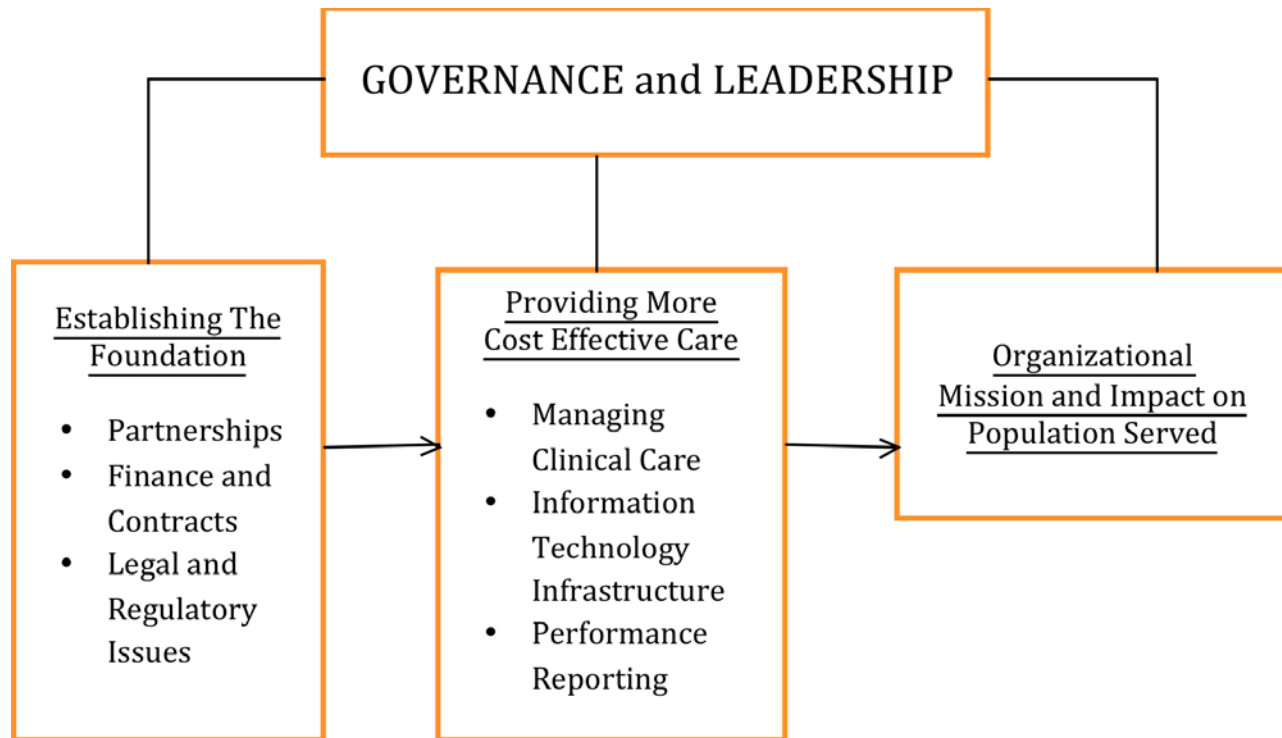 GOVERNANCE and LEADERSHIP
Establishing The
Foundation
• Partnerships
• Finance and
Contracts
• Legal and
Regulatory
Issues
Providing More
Cost Effective Care
• Managing
Clinical Care
• Information
Technology
Infrastructure
• Performance
Reporting
Organizational
Mission and Impact on
Population Served